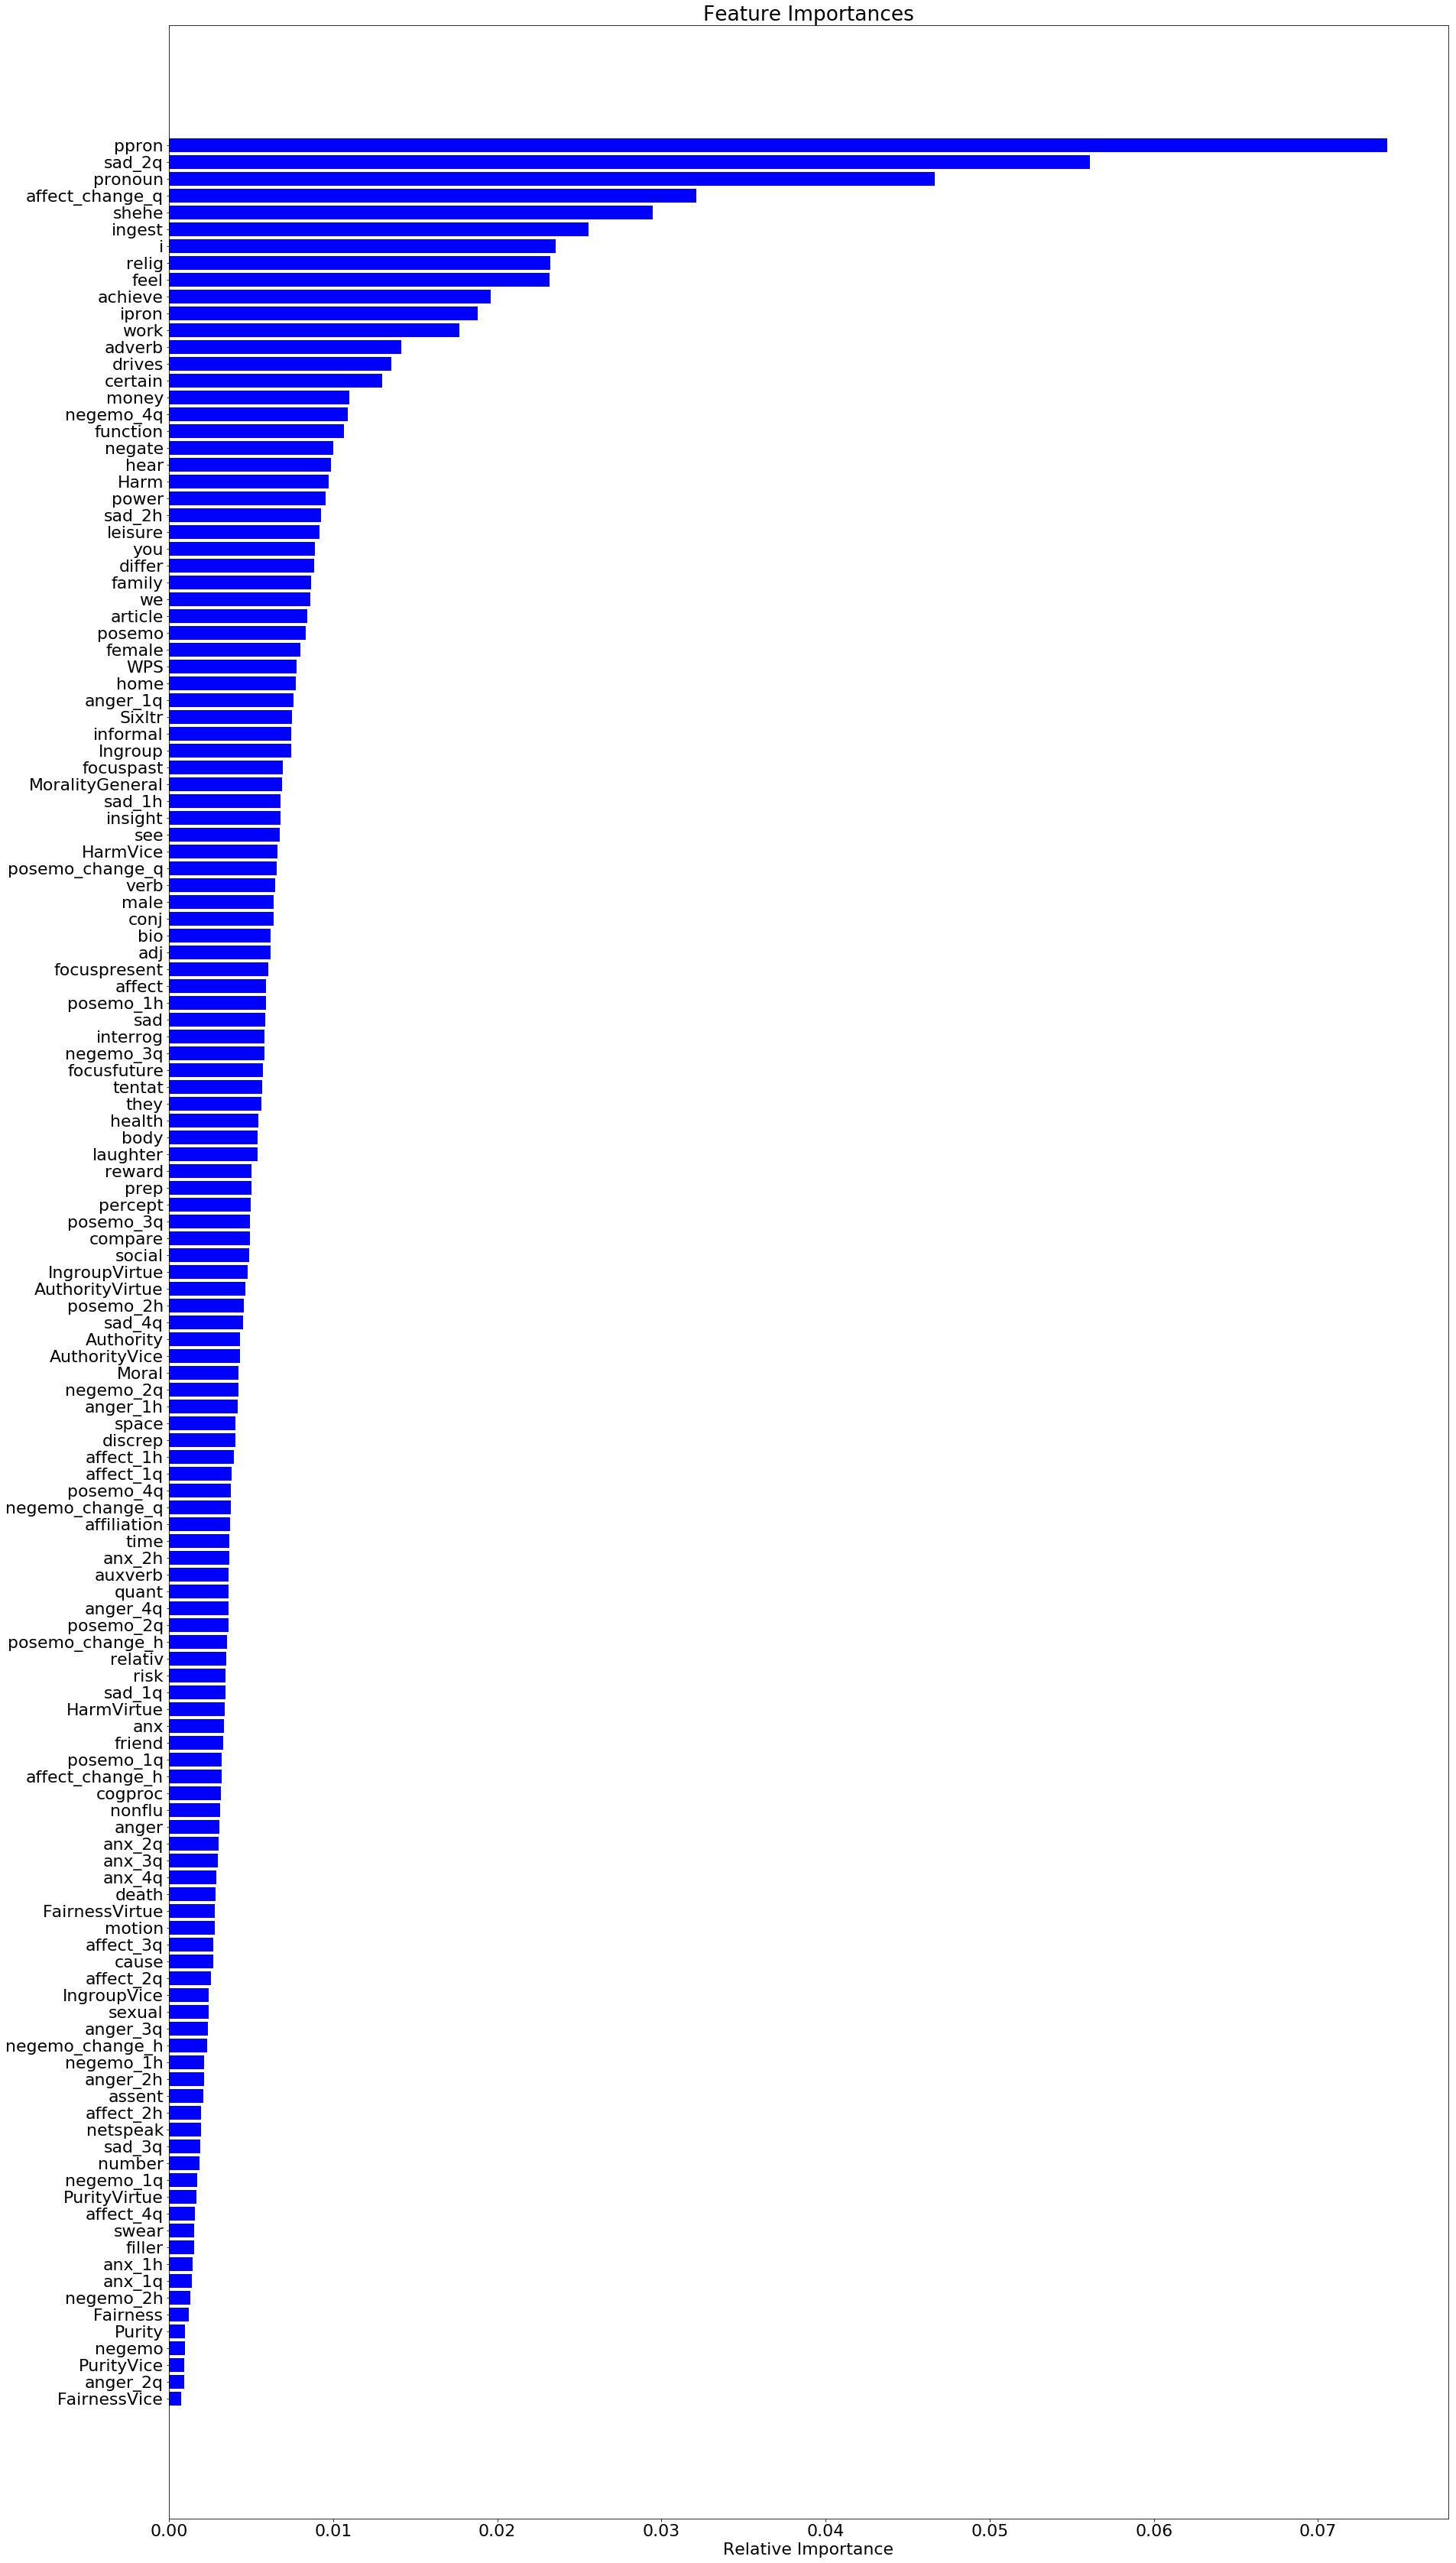 Feature Importances
ppron
sad_2q
pronoun
affect_change_q
shehe
ingest
i
relig
feel
achieve
ipron
work
adverb
drives
certain
money
negemo_4q
function
negate
hear
Harm
power
sad_2h
leisure
you
differ
family
we
article
posemo
female
WPS
home
anger_1q
Sixltr
informal
Ingroup
focuspast
MoralityGeneral
sad_1h
insight
see
HarmVice
posemo_change_q
verb
male
conj
bio
adj
focuspresent
affect
posemo_1h
sad
interrog
negemo_3q
focusfuture
tentat
they
health
body
laughter
reward
prep
percept
posemo_3q
compare
social
IngroupVirtue
AuthorityVirtue
posemo_2h
sad_4q
Authority
AuthorityVice
Moral
negemo_2q
anger_1h
space
discrep
affect_1h
affect_1q
posemo_4q
negemo_change_q
affiliation
time
anx_2h
auxverb
quant
anger_4q
posemo_2q
posemo_change_h
relativ
risk
sad_1q
HarmVirtue
anx
friend
posemo_1q
affect_change_h
cogproc
nonflu
anger
anx_2q
anx_3q
anx_4q
death
FairnessVirtue
motion
affect_3q
cause
affect_2q
IngroupVice
sexual
anger_3q
negemo_change_h
negemo_1h
anger_2h
assent
affect_2h
netspeak
sad_3q
number
negemo_1q
PurityVirtue
affect_4q
swear
filler
anx_1h
anx_1q
negemo_2h
Fairness
Purity
negemo
PurityVice
anger_2q
FairnessVice
0.00 0.01 0.02 0.03 0.04 0.05 0.06 0.07
Relative Importance